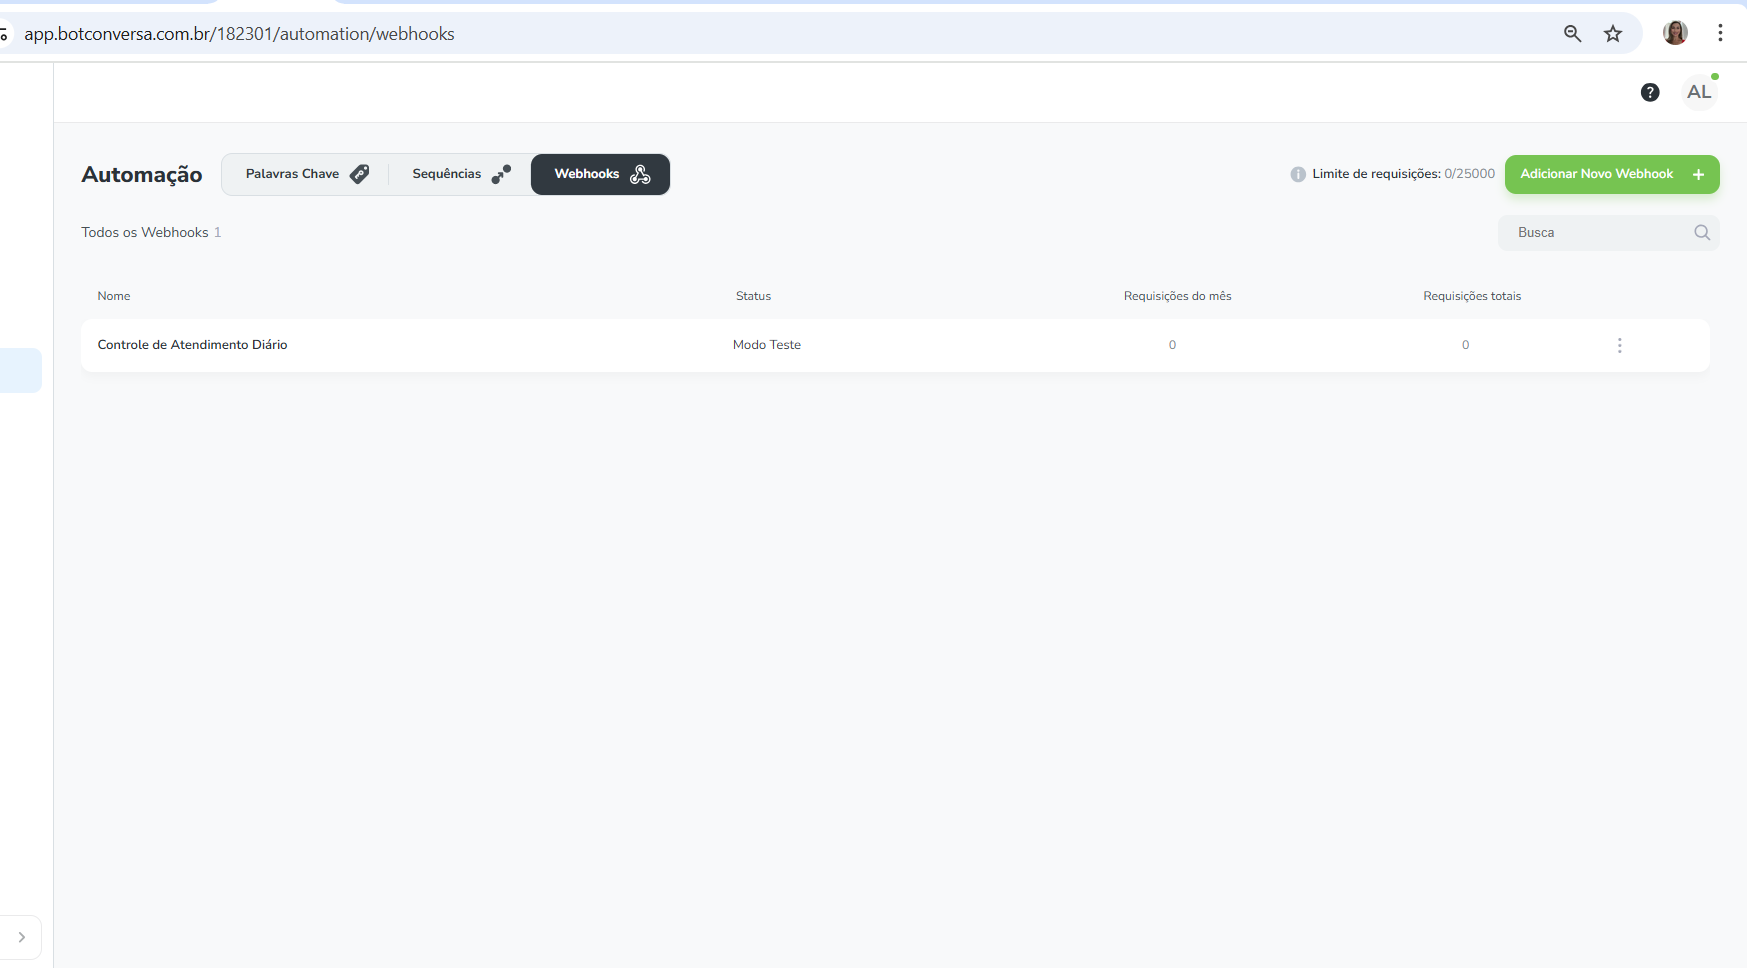 app.botconversa.com.br/182301/automation/webhooks
AL
Automação
Palavras Chave
Sequências
Webhooks
Limite de requisições: 0/25000
Adicionar Novo Webhook +
Todos os Webhooks 1
Busca
Nome Status Requisições do mês Requisições totais
Controle de Atendimento Diário Modo Teste 0 0